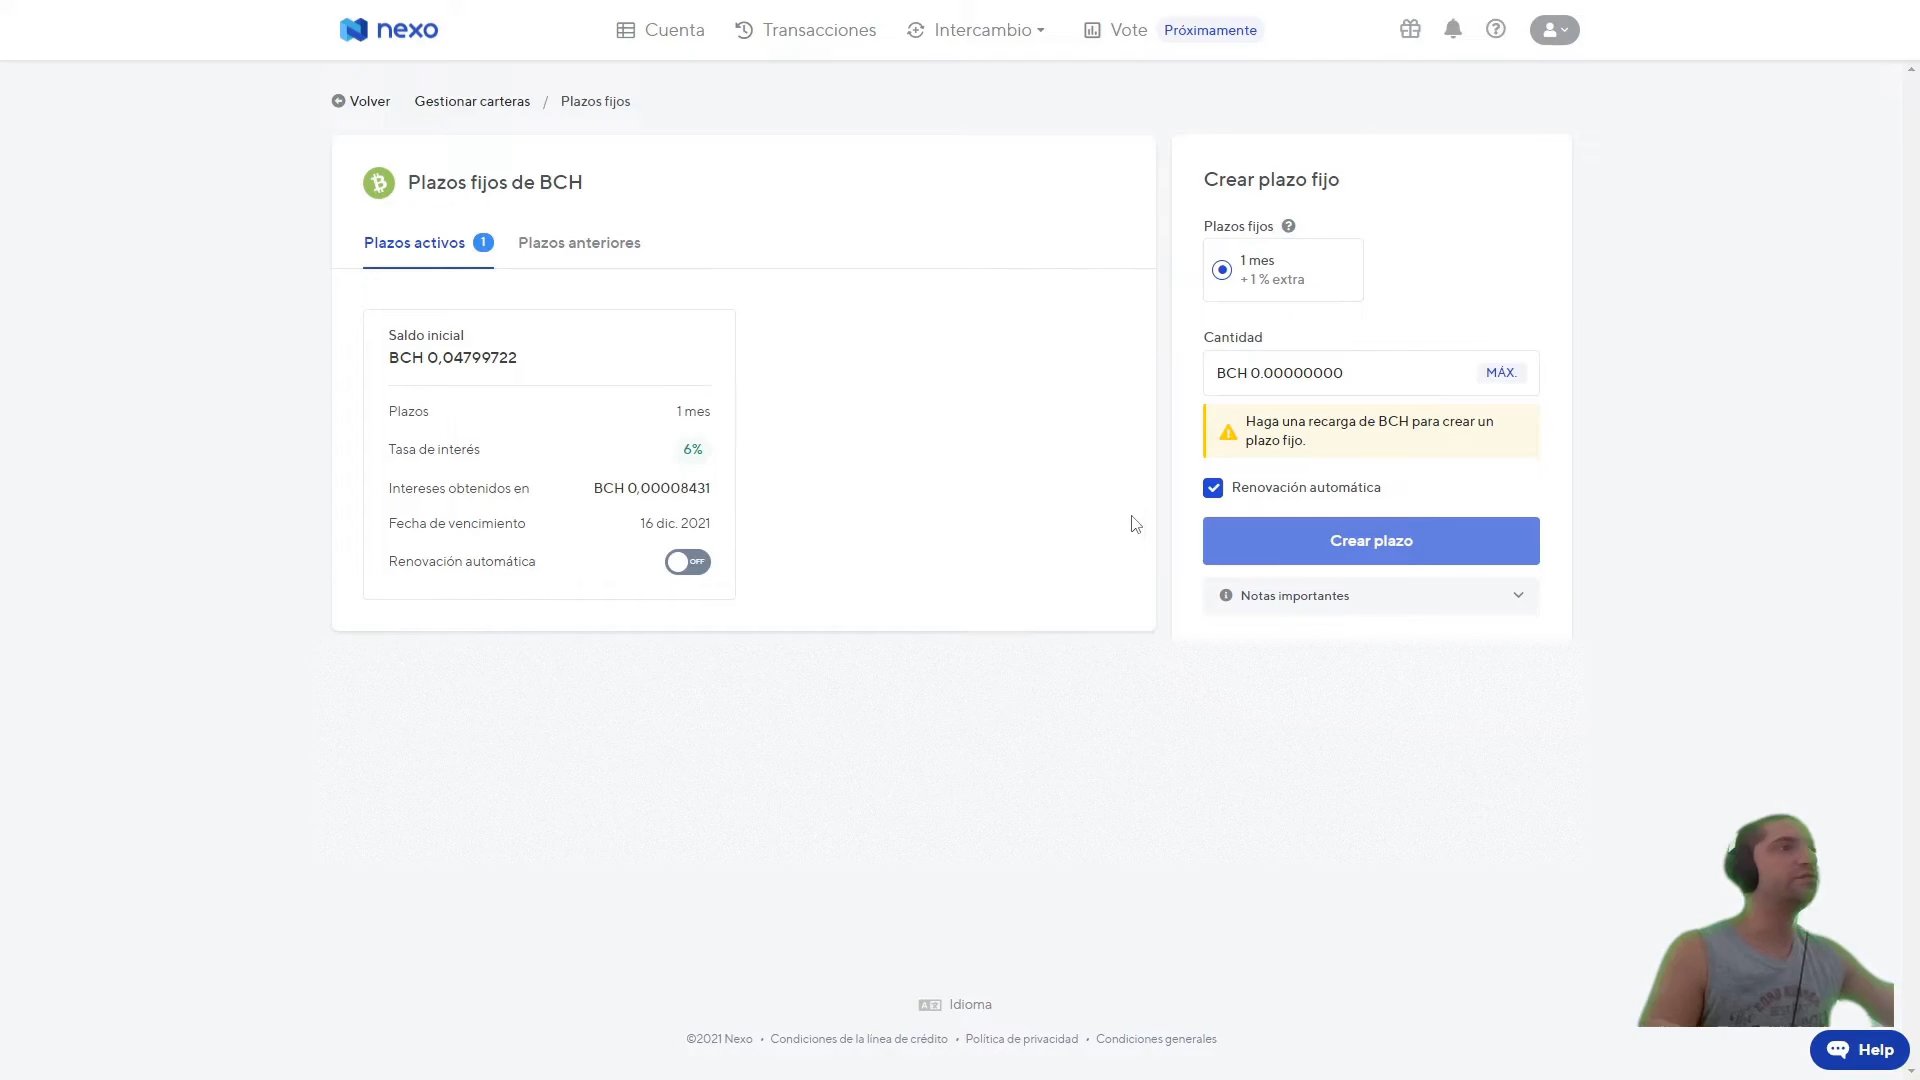 nexo
Cuenta
Transacciones
Intercambio
Vote
Próximamente
Volver
Gestionar carteras / Plazos fijos
Plazos fijos de BCH
Plazos activos 1
Plazos anteriores
Saldo inicial
BCH 0,04799722
Plazos 1 mes
Tasa de interés 6%
Intereses obtenidos en BCH 0,00008431
Fecha de vencimiento 16 dic. 2021
Renovación automática OFF
Crear plazo fijo
Plazos fijos
1 mes
+ 1 % extra
Cantidad
BCH 0.00000000 MÁX.
Haga una recarga de BCH para crear un
plazo fijo.
Renovación automática
Crear plazo
Notas importantes
Idioma
©2021 Nexo • Condiciones de la línea de crédito • Política de privacidad • Condiciones generales
Help